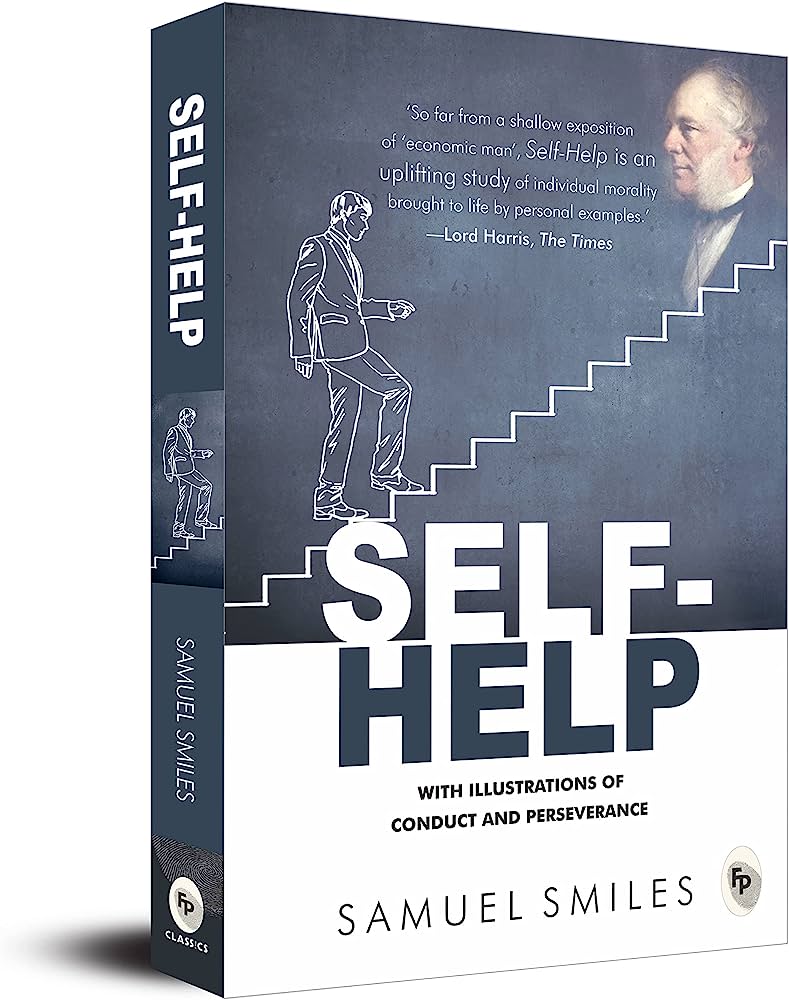 SELF-HELP
SAMUEL SMILES
FP
CLASSICS
'So far from a shallow exposition
of 'economic man', Self-Help is an
uplifting study of individual morality
brought to life by personal examples.'
—Lord Harris, The Times
SELF-
HELP
WITH ILLUSTRATIONS OF
CONDUCT AND PERSEVERANCE
SAMUEL SMILES
FP